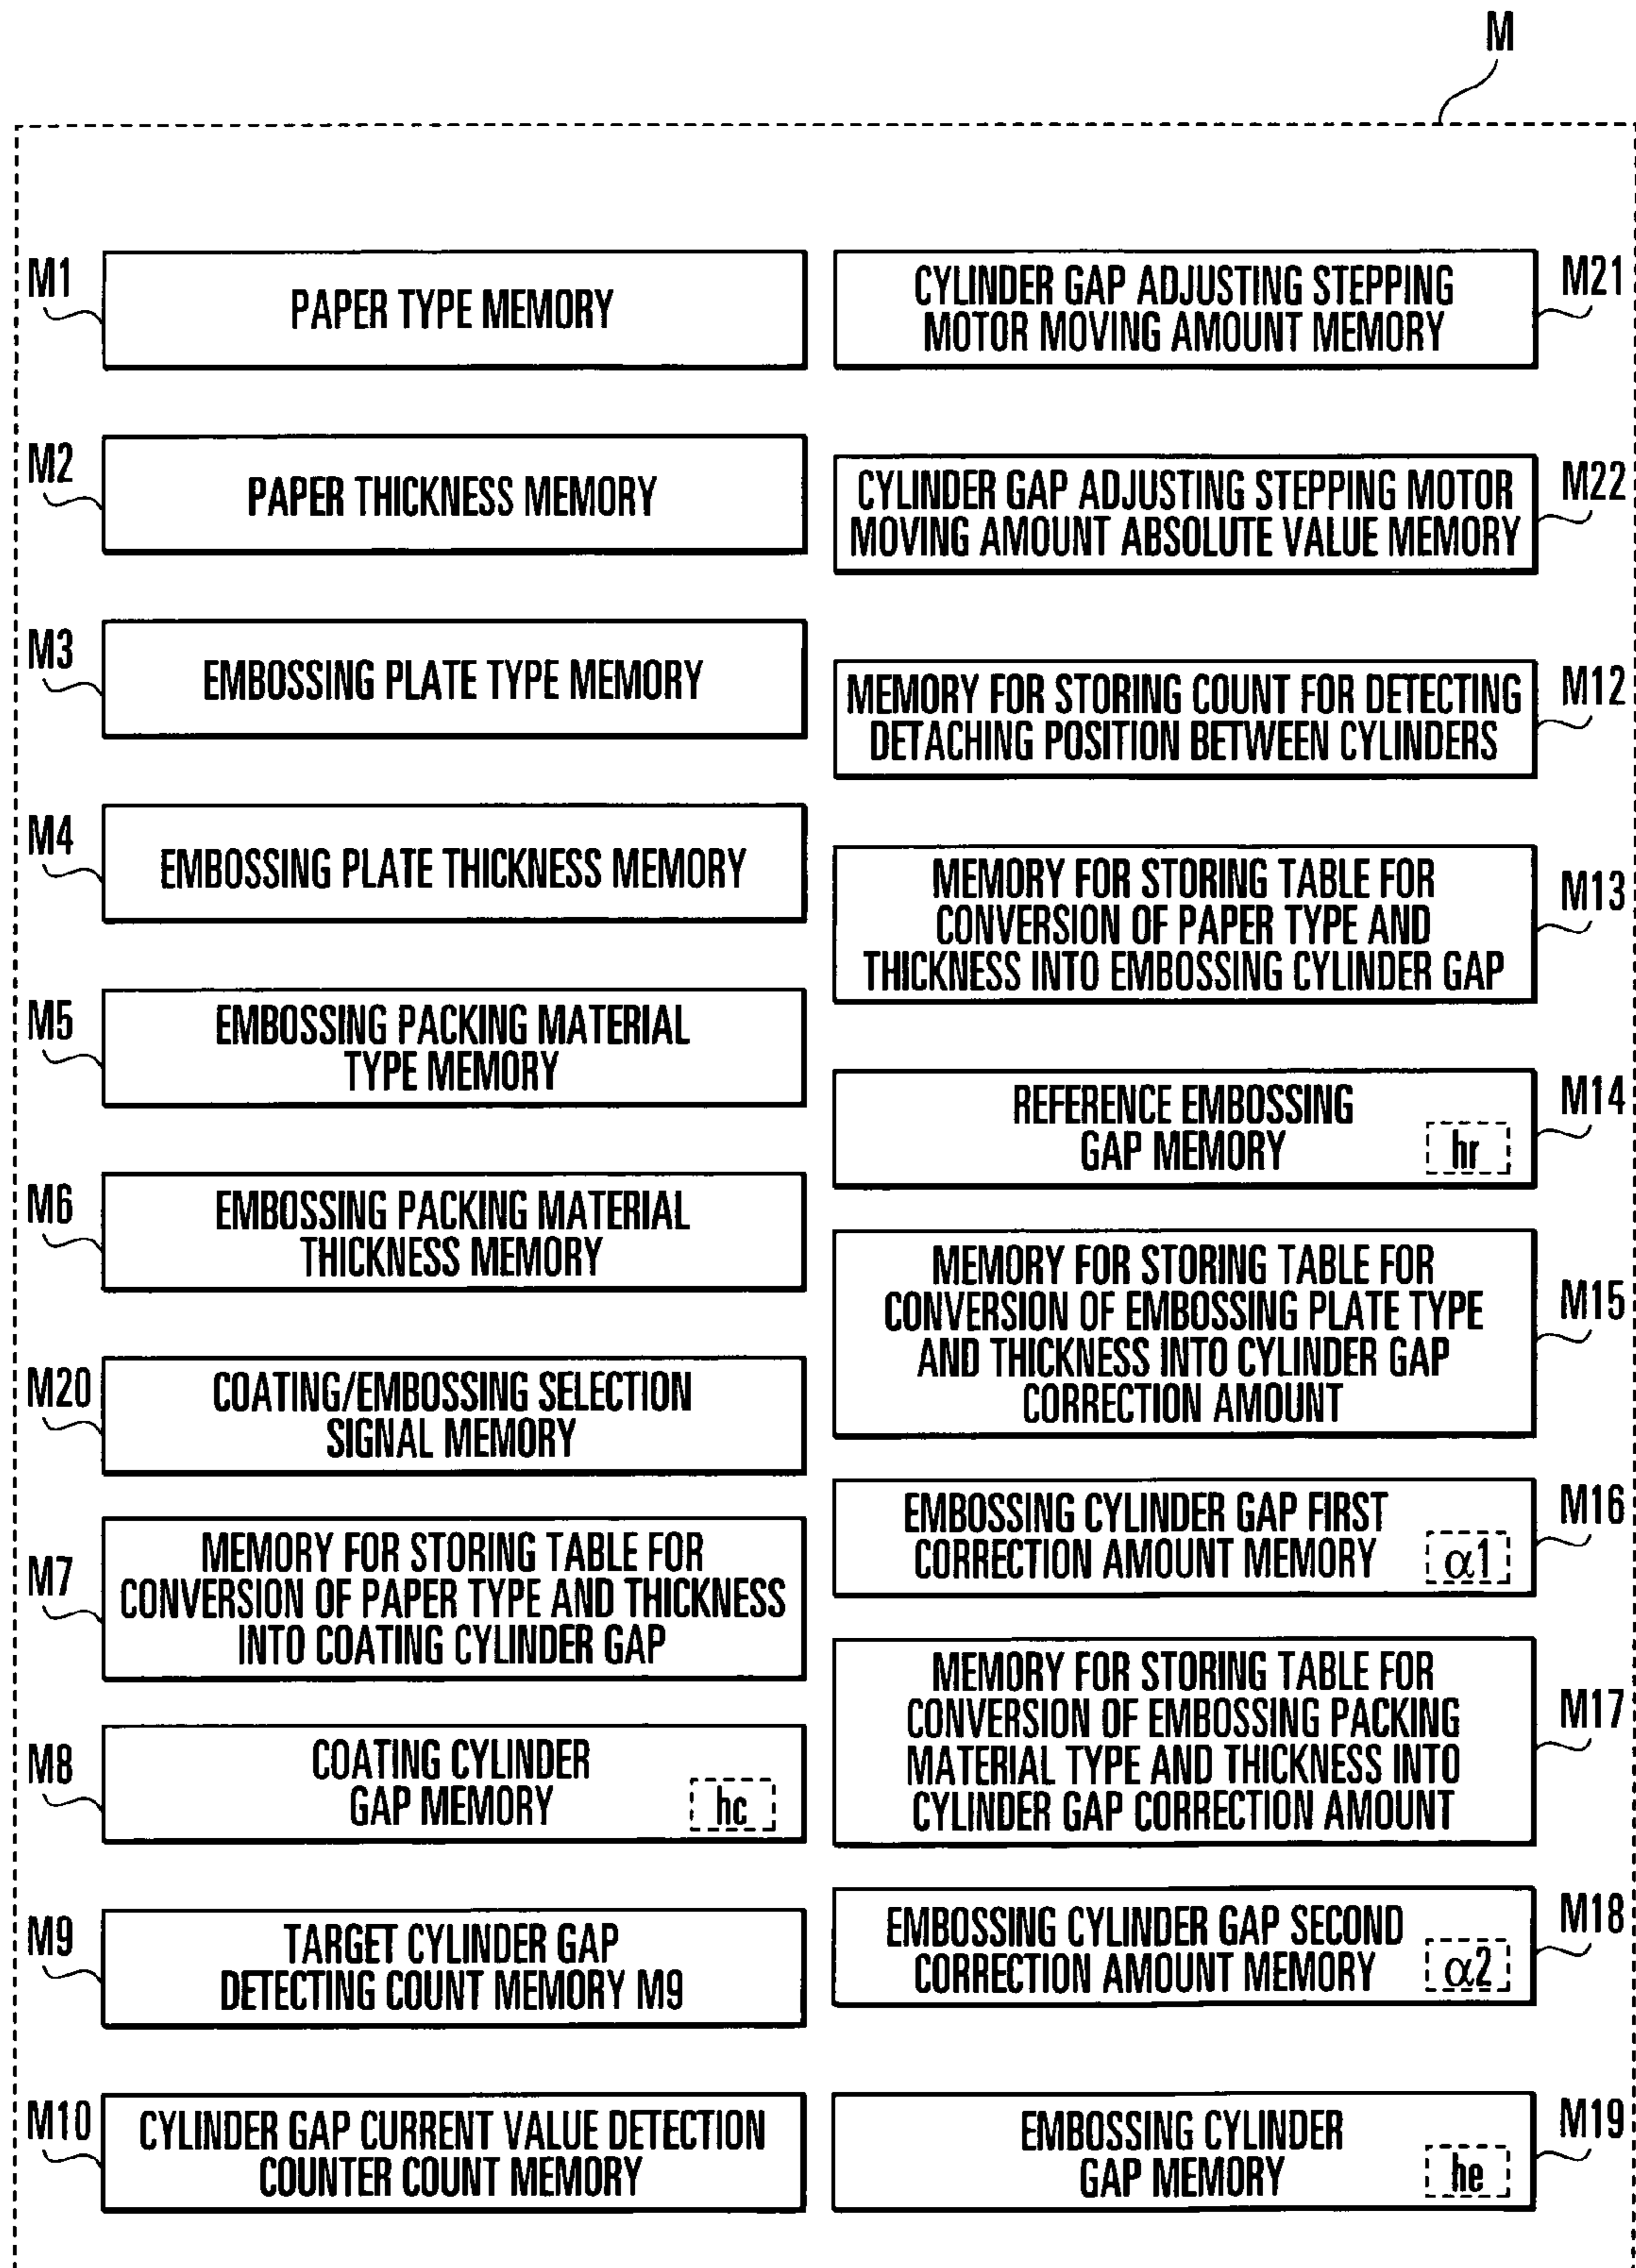 M
M1
PAPER TYPE MEMORY
M2
PAPER THICKNESS MEMORY
M3
EMBOSSING PLATE TYPE MEMORY
M4
EMBOSSING PLATE THICKNESS MEMORY
M5
EMBOSSING PACKING MATERIAL
TYPE MEMORY
M6
EMBOSSING PACKING MATERIAL
THICKNESS MEMORY
M20
COATING/EMBOSSING SELECTION
SIGNAL MEMORY
M7
MEMORY FOR STORING TABLE FOR
CONVERSION OF PAPER TYPE AND THICKNESS
INTO COATING CYLINDER GAP
M8
COATING CYLINDER
GAP MEMORY
hc
M9
TARGET CYLINDER GAP
DETECTING COUNT MEMORY M9
M10
CYLINDER GAP CURRENT VALUE DETECTION
COUNTER COUNT MEMORY
CYLINDER GAP ADJUSTING STEPPING
MOTOR MOVING AMOUNT MEMORY
M21
CYLINDER GAP ADJUSTING STEPPING MOTOR
MOVING AMOUNT ABSOLUTE VALUE MEMORY
M22
MEMORY FOR STORING COUNT FOR DETECTING
DETACHING POSITION BETWEEN CYLINDERS
M12
MEMORY FOR STORING TABLE FOR
CONVERSION OF PAPER TYPE AND
THICKNESS INTO EMBOSSING CYLINDER GAP
M13
REFERENCE EMBOSSING
GAP MEMORY
hr
M14
MEMORY FOR STORING TABLE FOR
CONVERSION OF EMBOSSING PLATE TYPE
AND THICKNESS INTO CYLINDER GAP
CORRECTION AMOUNT
M15
EMBOSSING CYLINDER GAP FIRST
CORRECTION AMOUNT MEMORY
α1
M16
MEMORY FOR STORING TABLE FOR
CONVERSION OF EMBOSSING PACKING
MATERIAL TYPE AND THICKNESS INTO
CYLINDER GAP CORRECTION AMOUNT
M17
EMBOSSING CYLINDER GAP SECOND
CORRECTION AMOUNT MEMORY
α2
M18
EMBOSSING CYLINDER
GAP MEMORY
he
M19